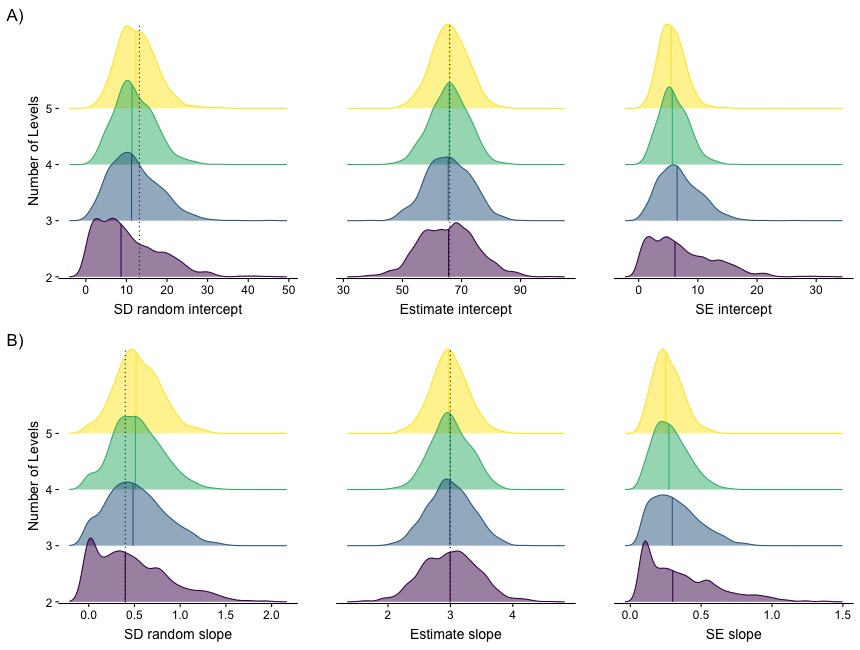 A)
Number of Levels
5
4
3
2
0 10 20 30 40 50
SD random intercept
30 50 70 90
Estimate intercept
0 10 20 30
SE intercept
B)
Number of Levels
5
4
3
2
0.0 0.5 1.0 1.5 2.0
SD random slope
2 3 4
Estimate slope
0.0 0.5 1.0 1.5
SE slope